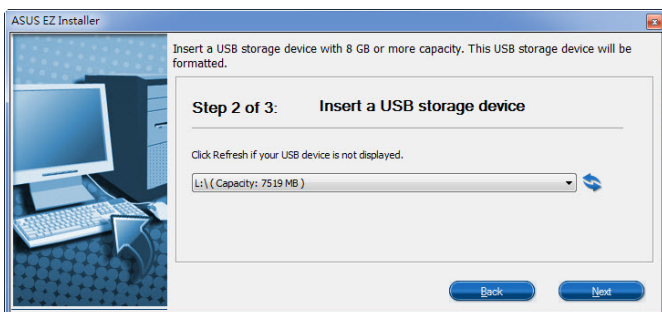 ASUS EZ Installer
Insert a USB storage device with 8 GB or more capacity. This USB storage device will be
formatted.
Step 2 of 3: Insert a USB storage device
Click Refresh if your USB device is not displayed.
L:\ ( Capacity: 7519 MB )
Back Next